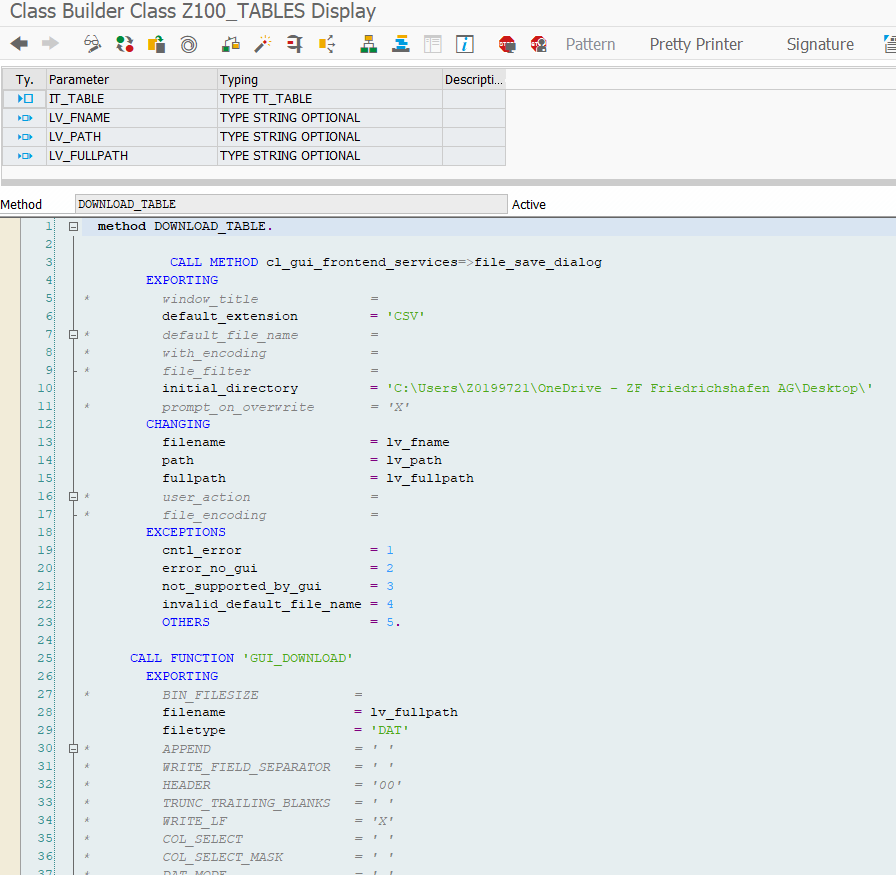 Class Builder Class Z100_TABLES Display
Pattern Pretty Printer Signature
Ty. Parameter Typing Descripti...
IT_TABLE TYPE TT_TABLE
LV_FNAME TYPE STRING OPTIONAL
LV_PATH TYPE STRING OPTIONAL
LV_FULLPATH TYPE STRING OPTIONAL
Method DOWNLOAD_TABLE Active
1 method DOWNLOAD_TABLE.
2
3 CALL METHOD cl_gui_frontend_services=>file_save_dialog
4 EXPORTING
5 * window_title =
6 default_extension = 'CSV'
7 * default_file_name =
8 * with_encoding =
9 * file_filter =
10 initial_directory = 'C:\Users\Z0199721\OneDrive - ZF Friedrichshafen AG\Desktop\'
11 * prompt_on_overwrite = 'X'
12 CHANGING
13 filename = lv_fname
14 path = lv_path
15 fullpath = lv_fullpath
16 * user_action =
17 * file_encoding =
18 EXCEPTIONS
19 cntl_error = 1
20 error_no_gui = 2
21 not_supported_by_gui = 3
22 invalid_default_file_name = 4
23 OTHERS = 5.
24
25 CALL FUNCTION 'GUI_DOWNLOAD'
26 EXPORTING
27 * BIN_FILESIZE =
28 filename = lv_fullpath
29 filetype = 'DAT'
30 * APPEND = ' '
31 * WRITE_FIELD_SEPARATOR = ' '
32 * HEADER = '00'
33 * TRUNC_TRAILING_BLANKS = ' '
34 * WRITE_LF = 'X'
35 * COL_SELECT = ' '
36 * COL_SELECT_MASK = ' '
37 * DAT_MODE = ' '